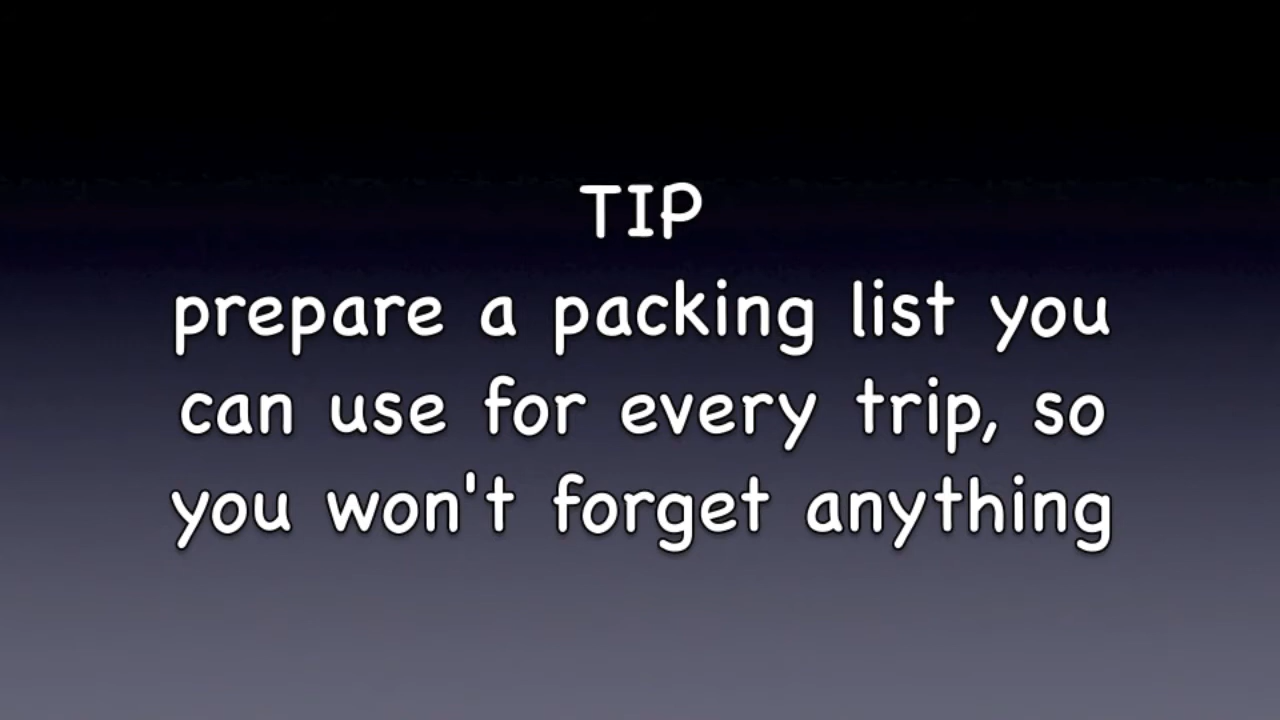 TIP
prepare a packing list you
can use for every trip, so
you won't forget anything